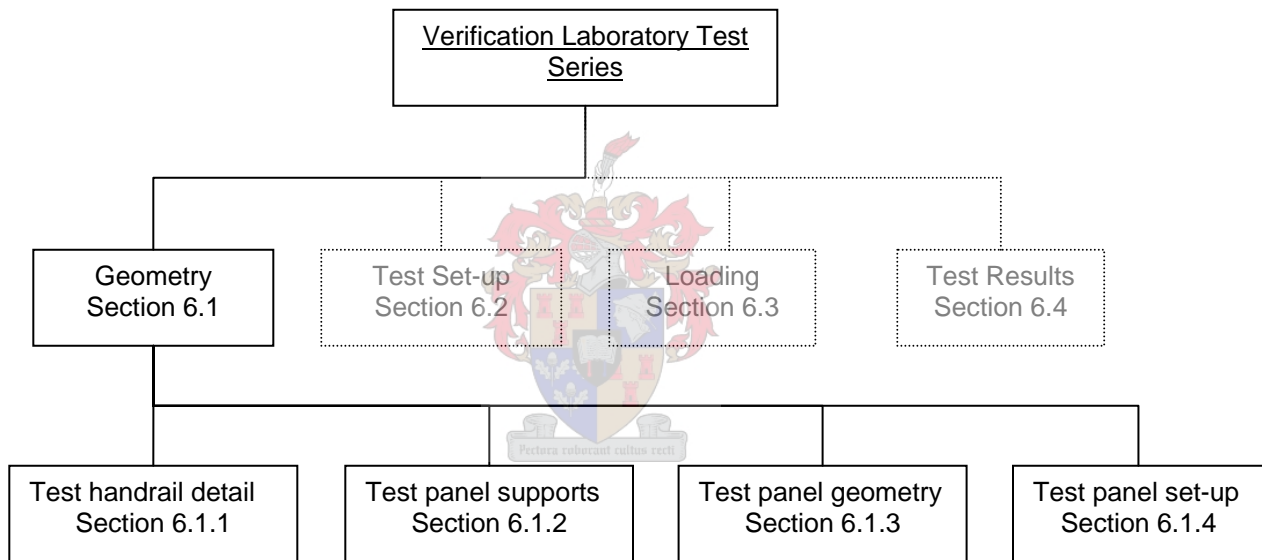 Verification Laboratory Test
Series
Geometry
Section 6.1
Test Set-up
Section 6.2
Loading
Section 6.3
Test Results
Section 6.4
Pectora roborant cultus recti
Test handrail detail
Section 6.1.1
Test panel supports
Section 6.1.2
Test panel geometry
Section 6.1.3
Test panel set-up
Section 6.1.4